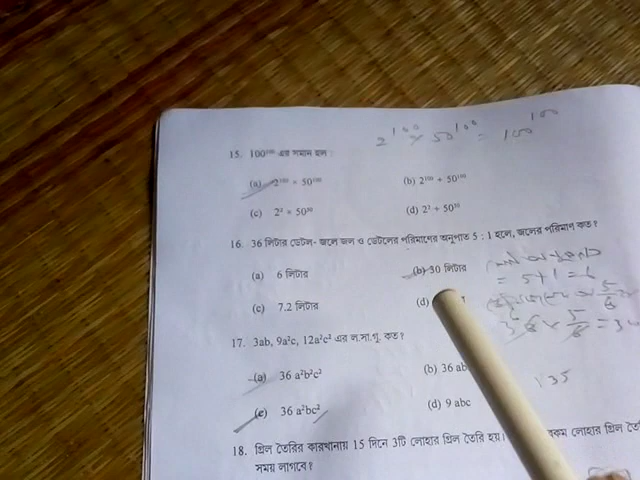 2¹⁰⁰ × 50¹⁰⁰ = 100¹⁰⁰
15. 100¹⁰⁰ এর সমান হল :
(a) 2¹⁰⁰ × 50¹⁰⁰ (b) 2¹⁰⁰ + 50¹⁰⁰
(c) 2² × 50⁵⁰ (d) 2² + 50⁵⁰
16. 36 লিটার ডেটল- জলে জল ও ডেটলের পরিমাণের অনুপাত 5 : 1 হলে, জলের পরিমাণ কত?
(a) 6 লিটার (b) 30 লিটার
= 5+1 = 6
(c) 7.2 লিটার (d)
36 × 5/6 = 30
17. 3ab, 9a²c, 12a²c² এর ল.সা.গু. কত?
(a) 36 a²b²c² (b) 36 ab
135
(c) 36 a²bc² (d) 9 abc
18. গ্রিল তৈরির কারখানায় 15 দিনে 3টি লোহার গ্রিল তৈরি হয়। লোহার গ্রিল
সময় লাগবে?